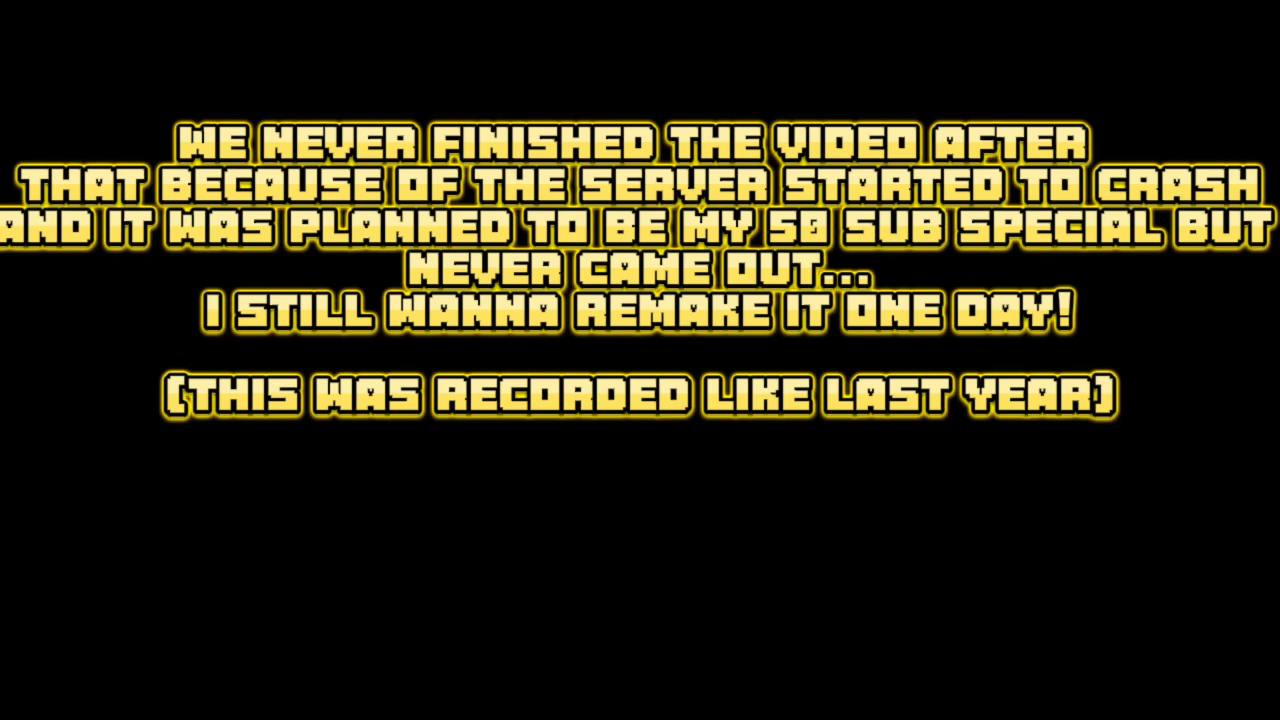 WE NEVER FINISHED THE VIDEO AFTER
THAT BECAUSE OF THE SERVER STARTED TO CRASH
AND IT WAS PLANNED TO BE MY 50 SUB SPECIAL BUT
NEVER CAME OUT...
I STILL WANNA REMAKE IT ONE DAY!
(THIS WAS RECORDED LIKE LAST YEAR)